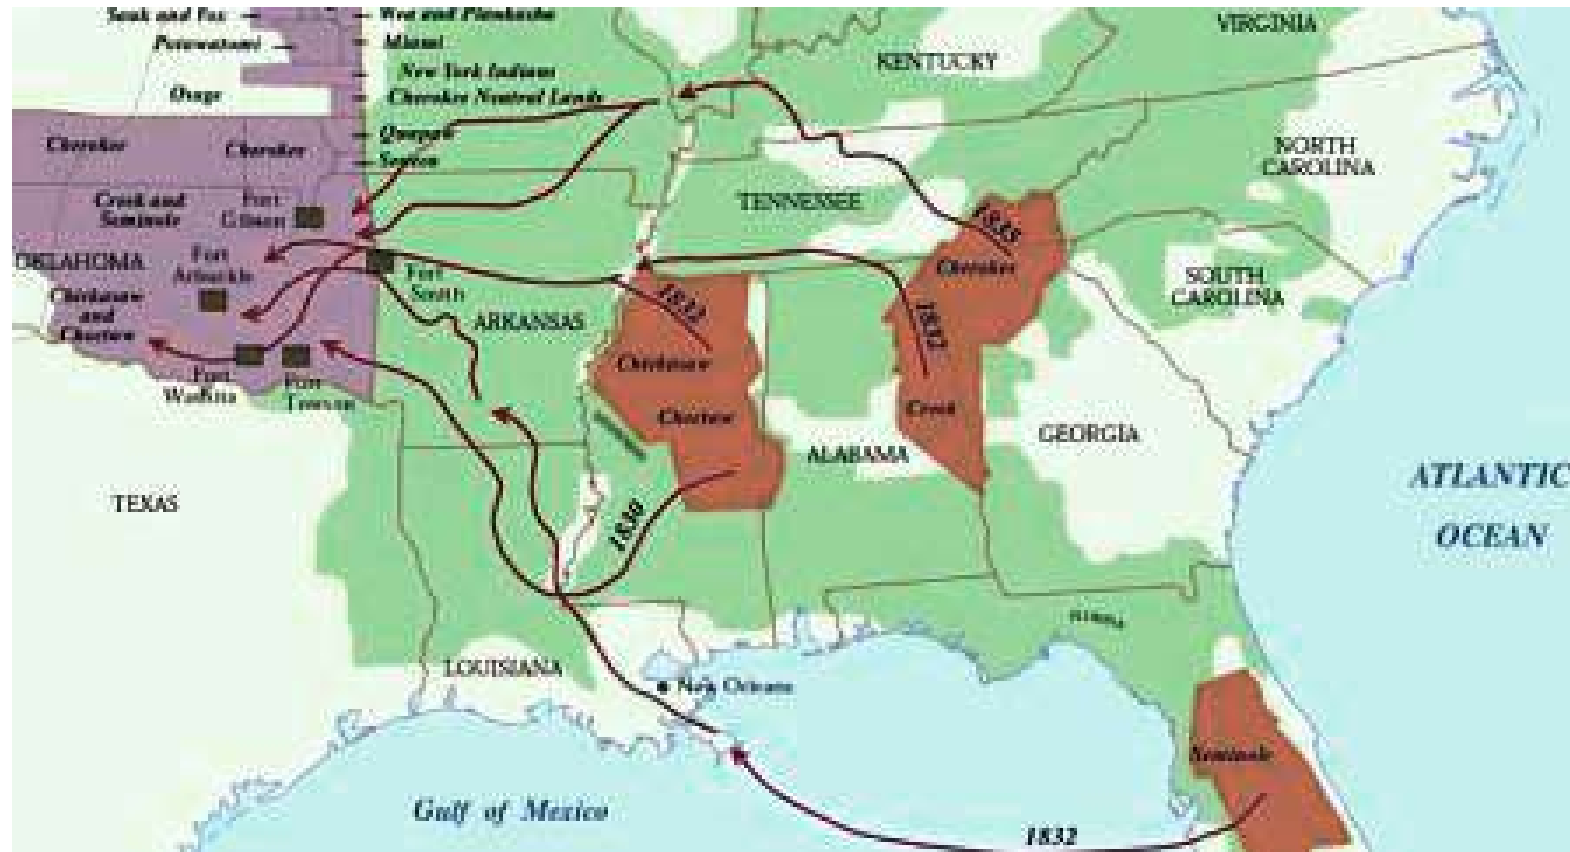 Sauk and Fox
Wea and Piankasha
Potawatomi
Miami
New York Indians
Osage
Cherokee Neutral Lands
Quapaw
Cherokee
Cherokee
Seneca
Creek and
Seminole
Fort
Gibson
OKLAHOMA
Fort
Arbuckle
Fort
South
Chickasaw
and
Choctaw
Fort
Washita
Fort
Towson
ARKANSAS
TEXAS
LOUISIANA
New Orleans
KENTUCKY
VIRGINIA
TENNESSEE
NORTH
CAROLINA
SOUTH
CAROLINA
1835
Cherokee
1832
Chickasaw
Choctaw
1832
Creek
ALABAMA
GEORGIA
1830
ATLANTIC
OCEAN
Seminole
Gulf of Mexico
1832